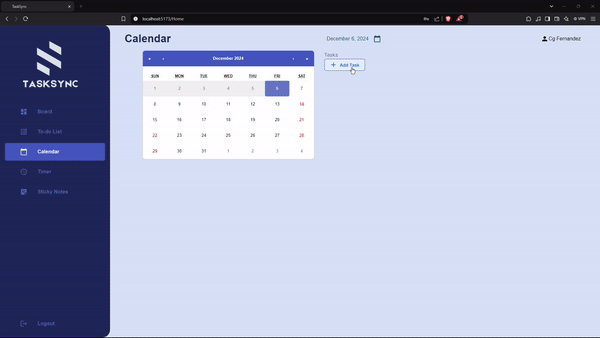 TaskSync
localhost:5173/Home
VPN
TASKSYNC
Board
To-do List
Calendar
Timer
Sticky Notes
Logout
Calendar
December 6, 2024
Cg Fernandez
« ‹ December 2024 › »
SUN MON TUE WED THU FRI SAT
1 2 3 4 5 6 7
8 9 10 11 12 13 14
15 16 17 18 19 20 21
22 23 24 25 26 27 28
29 30 31 1 2 3 4
Tasks
+ Add Task